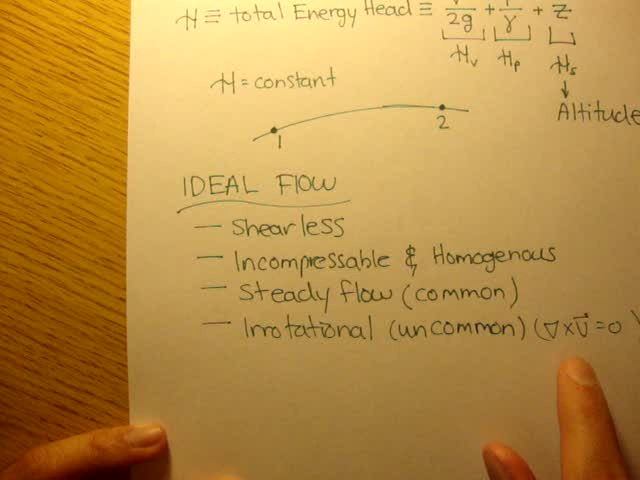 H ≡ total Energy Head ≡ /2g + /γ + z
Hv Hp Hs
H = constant
↓
Altitude
1 2
IDEAL FLOW
— Shearless
— Incompressable & Homogenous
— Steady flow (common)
— Irrotational (uncommon) (∇×v⃗=0)